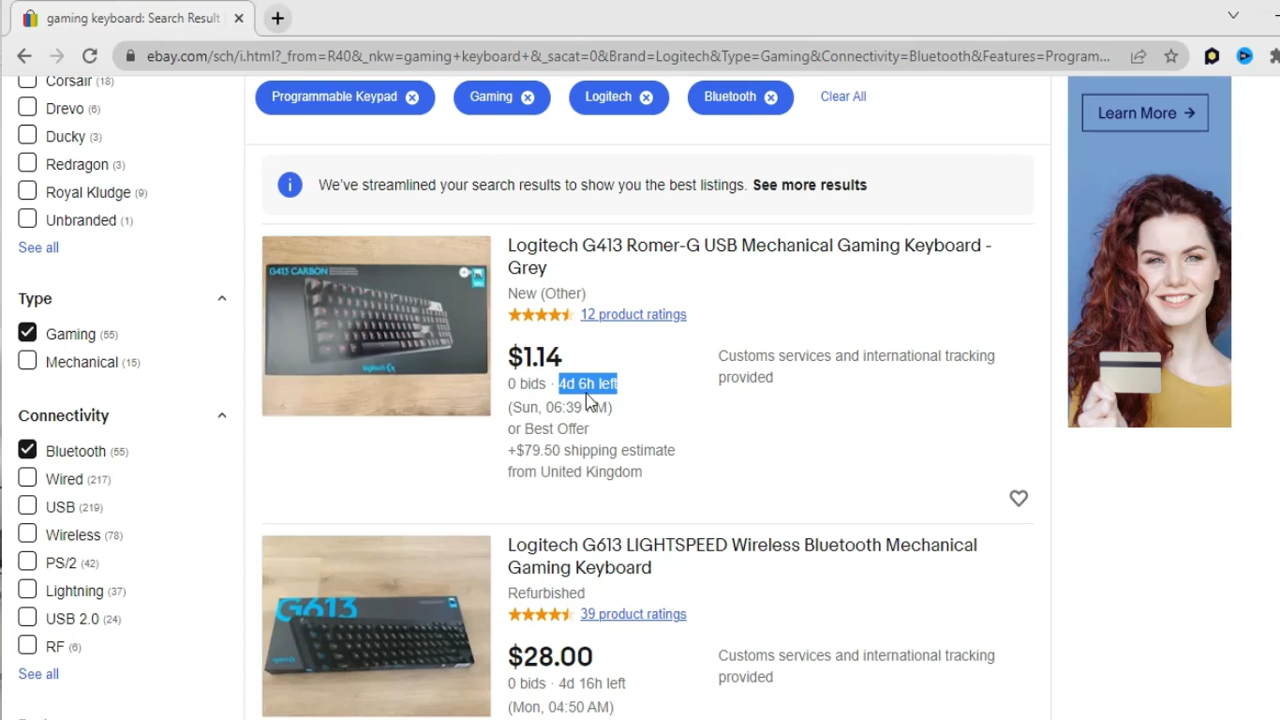 gaming keyboard: Search Result
ebay.com/sch/i.html?_from=R40&_nkw=gaming+keyboard+&_sacat=0&Brand=Logitech&Type=Gaming&Connectivity=Bluetooth&Features=Program...
Corsair (18)
Drevo (6)
Ducky (3)
Redragon (3)
Royal Kludge (9)
Unbranded (1)
See all
Type
Gaming (55)
Mechanical (15)
Connectivity
Bluetooth (55)
Wired (217)
USB (219)
Wireless (78)
PS/2 (42)
Lightning (37)
USB 2.0 (24)
RF (6)
See all
Programmable Keypad
Gaming
Logitech
Bluetooth
Clear All
We've streamlined your search results to show you the best listings. See more results
G413 CARBON
logitech G
Logitech G413 Romer-G USB Mechanical Gaming Keyboard -
Grey
New (Other)
12 product ratings
$1.14
0 bids · 4d 6h left
(Sun, 06:39 M)
or Best Offer
+$79.50 shipping estimate
from United Kingdom
Customs services and international tracking
provided
G613
Logitech G613 LIGHTSPEED Wireless Bluetooth Mechanical
Gaming Keyboard
Refurbished
39 product ratings
$28.00
0 bids · 4d 16h left
(Mon, 04:50 AM)
Customs services and international tracking
provided
Learn More →